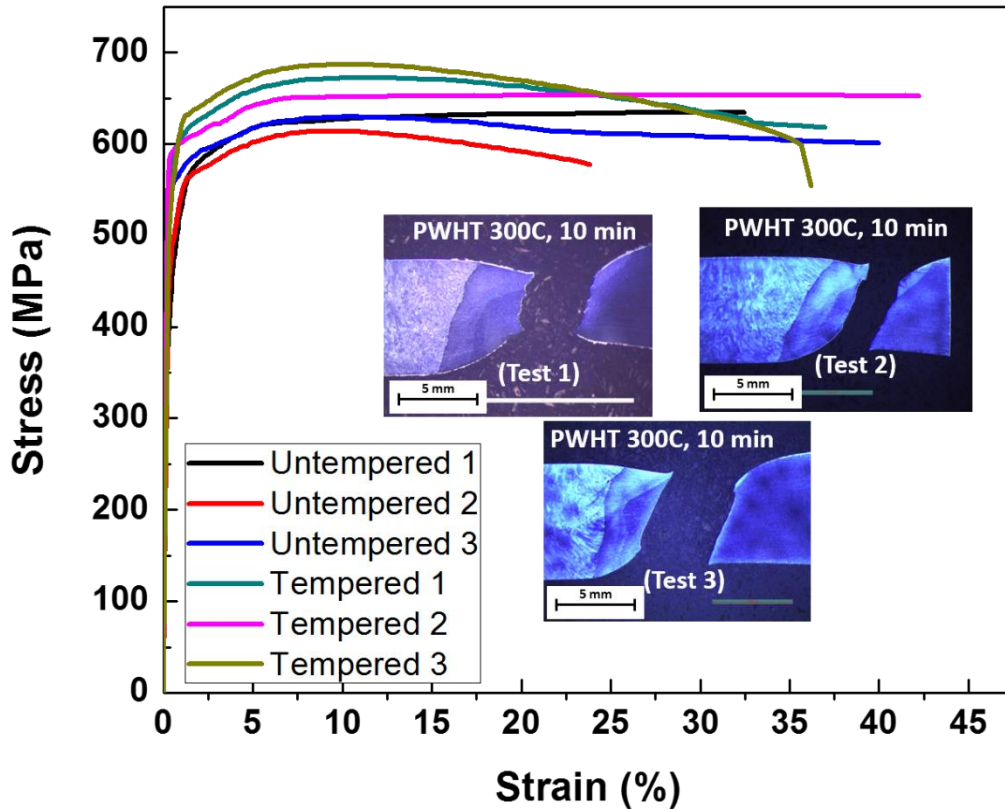 Stress (MPa)
700
600
500
400
300
200
100
0
PWHT 300C, 10 min
(Test 1)
5 mm
PWHT 300C, 10 min
(Test 2)
5 mm
PWHT 300C, 10 min
(Test 3)
5 mm
Untempered 1
Untempered 2
Untempered 3
Tempered 1
Tempered 2
Tempered 3
0 5 10 15 20 25 30 35 40 45
Strain (%)